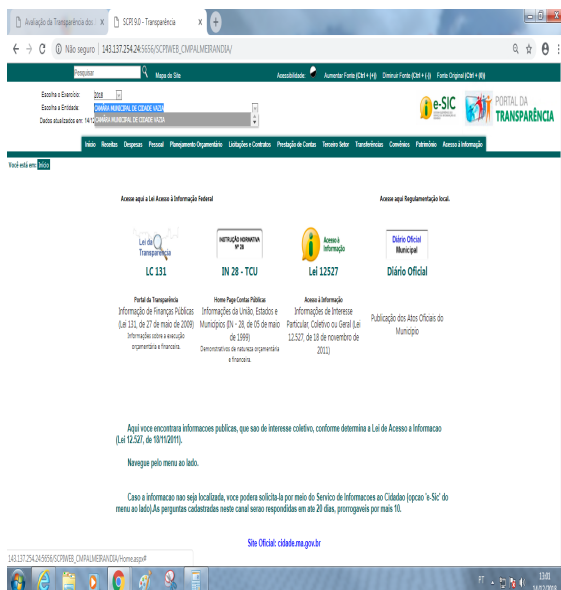 Avaliação da Transparência dos
SCPI 9.0 - Transparência
Não seguro | 143.137.254.24:5656/SCPIWEB_CMPALMEIRANDIA/
Pesquisar
Mapa do Site
Acessibilidade:
Aumentar Fonte (Ctrl + (+))
Diminuir Fonte (Ctrl + (-))
Fonte Original (Ctrl + (0))
Escolha o Exercício: 2018
Escolha a Entidade: CAMÂRA MUNICIPAL DE CIDADE VAZIA
CAMÂRA MUNICIPAL DE CIDADE VAZIA
Dados atualizados em: 14/12
e-SIC
PORTAL DA
TRANSPARÊNCIA
Início Receitas Despesas Pessoal Planejamento Orçamentário Licitações e Contratos Prestação de Contas Terceiro Setor Transferências Convênios Patrimônio Acesso à Informação
Você está em: Início
Acesse aqui a Lei Acesso à Informação Federal
Acesse aqui Regulamentação local.
Lei da
Transparência
LC 131
Portal da Transparência
Informação de Finanças Públicas
(Lei 131, de 27 de maio de 2009)
Informações sobre a execução
orçamentária e financeira.
INSTRUÇÃO NORMATIVA
Nº 28
IN 28 - TCU
Home-Page Contas Públicas
Informações da União, Estados e
Municípios (IN - 28, de 05 de maio
de 1999)
Demonstrativos de natureza orçamentária
e financeira.
Acesso à
Informação
Lei 12527
Acesso à Informação
Informações de Interesse
Particular, Coletivo ou Geral (Lei
12.527, de 18 de novembro de
2011)
Diário Oficial
Municipal
Diário Oficial
Publicação dos Atos Oficiais do
Município
Aqui voce encontrara informacoes publicas, que sao de interesse coletivo, conforme determina a Lei de Acesso a Informacao
(Lei 12.527, de 18/11/2011).
Navegue pelo menu ao lado.
Caso a informacao nao seja localizada, voce podera solicita-la por meio do Servico de Informacoes ao Cidadao (opcao 'e-Sic' do
menu ao lado).As perguntas cadastradas neste canal serao respondidas em ate 20 dias, prorrogaveis por mais 10.
Site Oficial: cidade.ma.gov.br
143.137.254.24:5656/SCPIWEB_CMPALMEIRANDIA/Home.aspx#
PT
13:01
14/12/2018